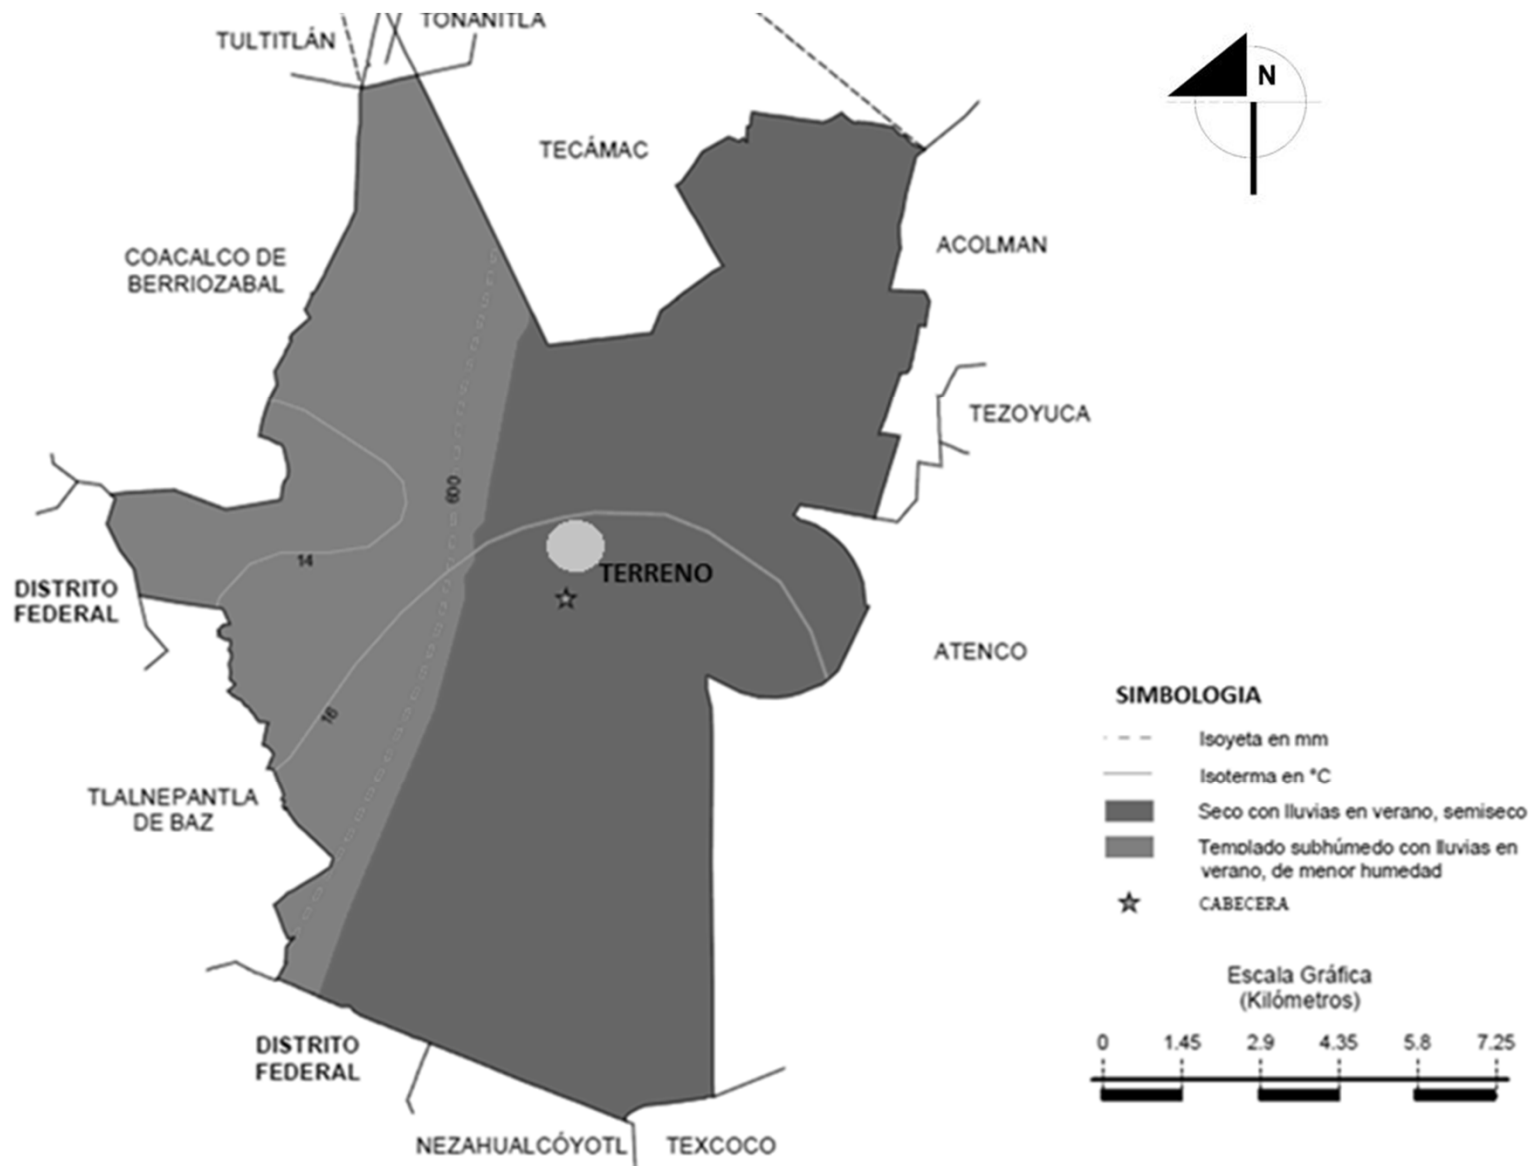 TONANITLA
TULTITLÁN
N
TECÁMAC
ACOLMAN
COACALCO DE
BERRIOZABAL
TEZOYUCA
600
14
TERRENO
DISTRITO
FEDERAL
ATENCO
SIMBOLOGIA
16
Isoyeta en mm
Isoterma en °C
TLALNEPANTLA
DE BAZ
Seco con lluvias en verano, semiseco
Templado subhúmedo con lluvias en
verano, de menor humedad
CABECERA
Escala Gráfica
(Kilómetros)
0 1.45 2.9 4.35 5.8 7.25
DISTRITO
FEDERAL
NEZAHUALCÓYOTL
TEXCOCO